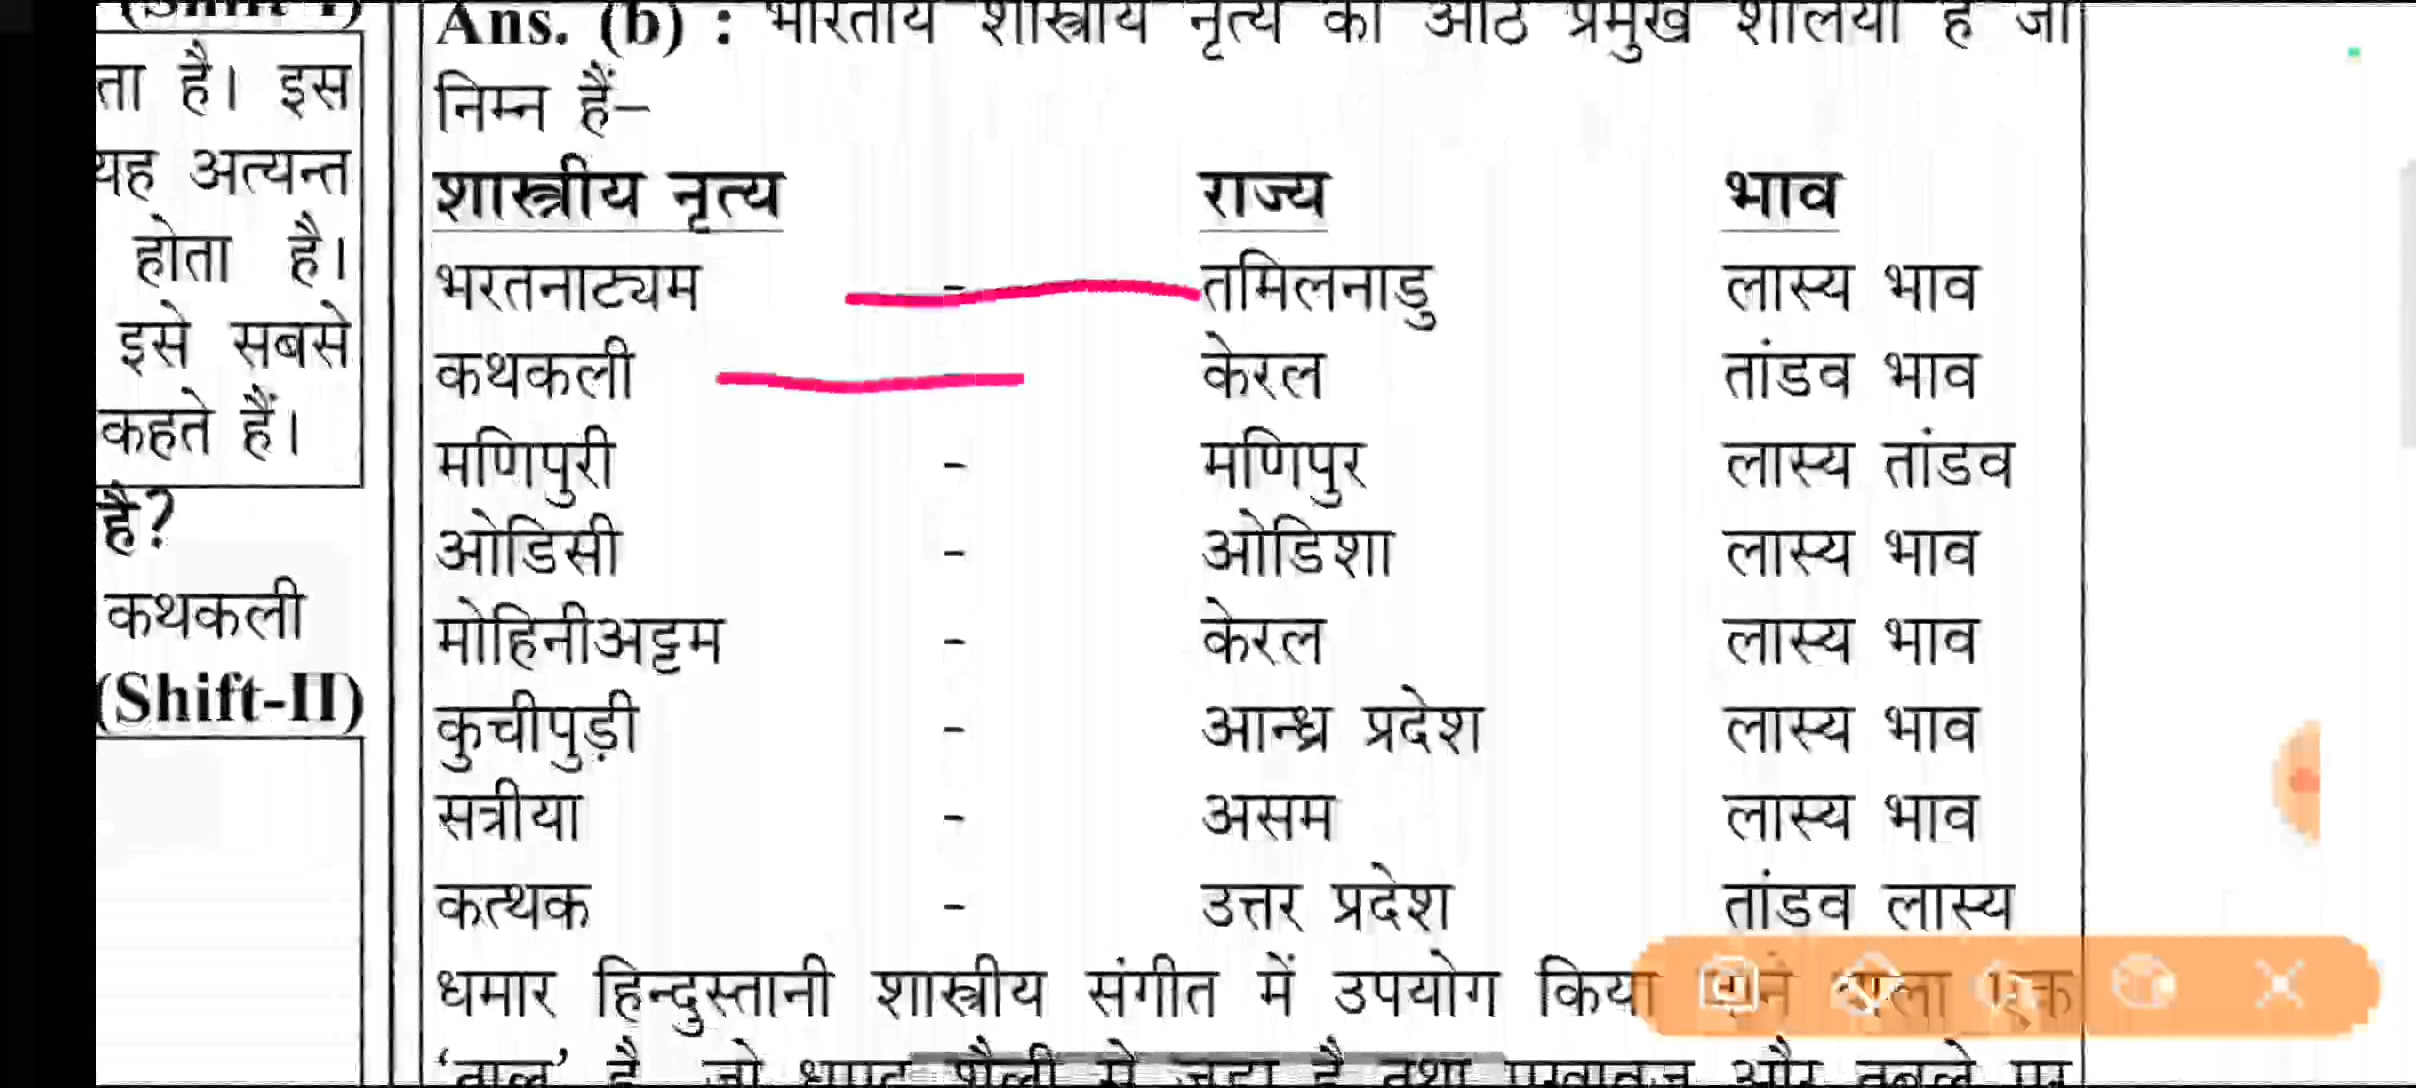 ता है। इस
यह अत्यन्त
होता है।
इसे सबसे
कहते हैं।
है?
कथकली
(Shift-II)
Ans. (b) : भारतीय शास्त्रीय नृत्य की आठ प्रमुख शैलियाँ हैं जो
निम्न हैं–
शास्त्रीय नृत्य राज्य भाव
भरतनाट्यम - तमिलनाडु लास्य भाव
कथकली केरल तांडव भाव
मणिपुरी - मणिपुर लास्य तांडव
ओडिसी - ओडिशा लास्य भाव
मोहिनीअट्टम - केरल लास्य भाव
कुचीपुड़ी - आन्ध्र प्रदेश लास्य भाव
सत्रीया - असम लास्य भाव
कत्थक - उत्तर प्रदेश तांडव लास्य
धमार हिन्दुस्तानी शास्त्रीय संगीत में उपयोग किया जाने वाला एक